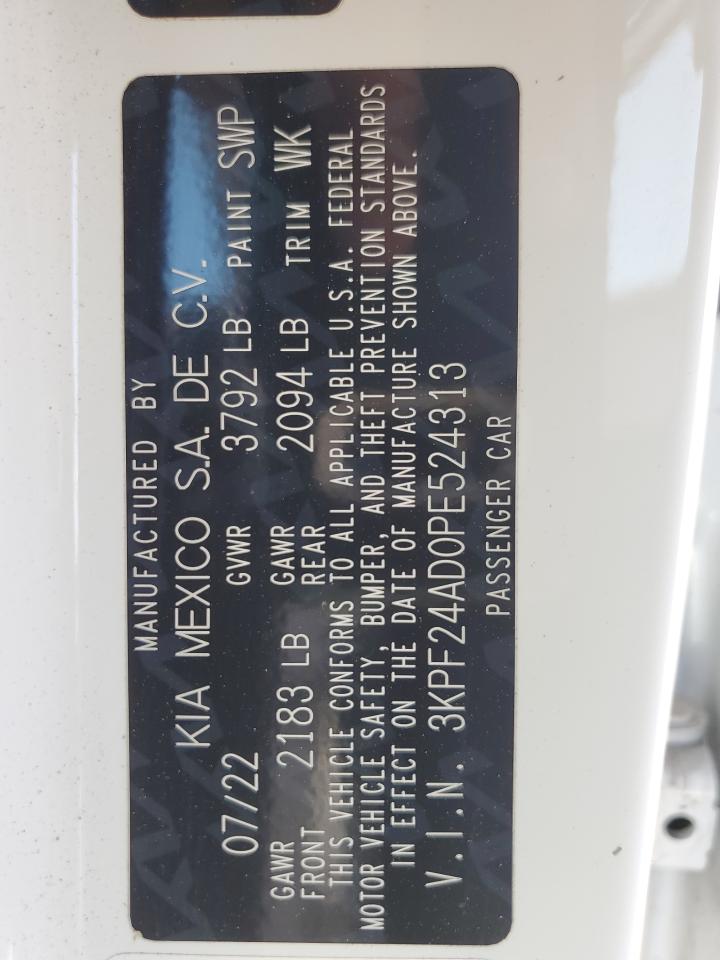 MANUFACTURED BY
KIA MEXICO S.A. DE C.V.
07/22 GVWR 3792 LB PAINT SWP
GAWR FRONT 2183 LB GAWR REAR 2094 LB TRIM WK
THIS VEHICLE CONFORMS TO ALL APPLICABLE U.S.A. FEDERAL
MOTOR VEHICLE SAFETY, BUMPER, AND THEFT PREVENTION STANDARDS
IN EFFECT ON THE DATE OF MANUFACTURE SHOWN ABOVE.
V.I.N. 3KPF24AD0PE524313
PASSENGER CAR